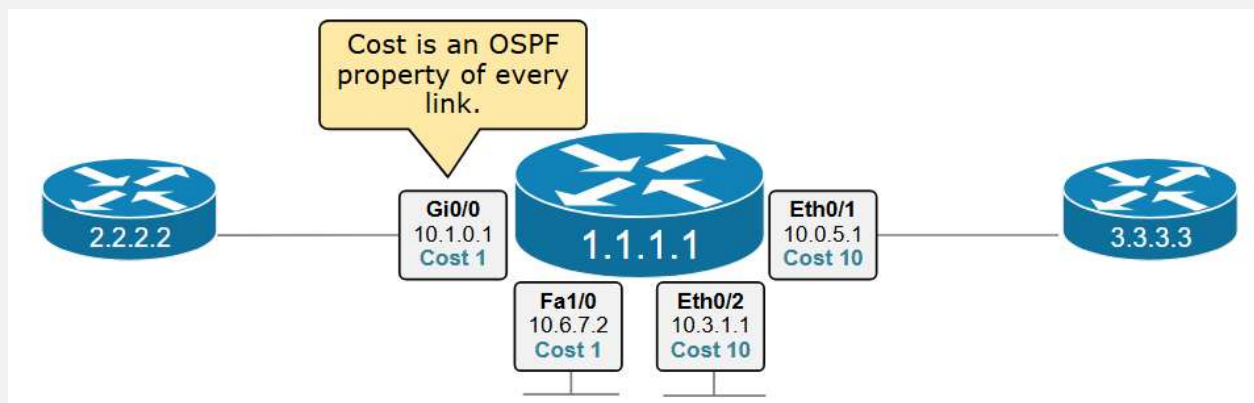 Cost is an OSPF
property of every
link.
2.2.2.2
Gi0/0
10.1.0.1
Cost 1
1.1.1.1
Eth0/1
10.0.5.1
Cost 10
3.3.3.3
Fa1/0
10.6.7.2
Cost 1
Eth0/2
10.3.1.1
Cost 10